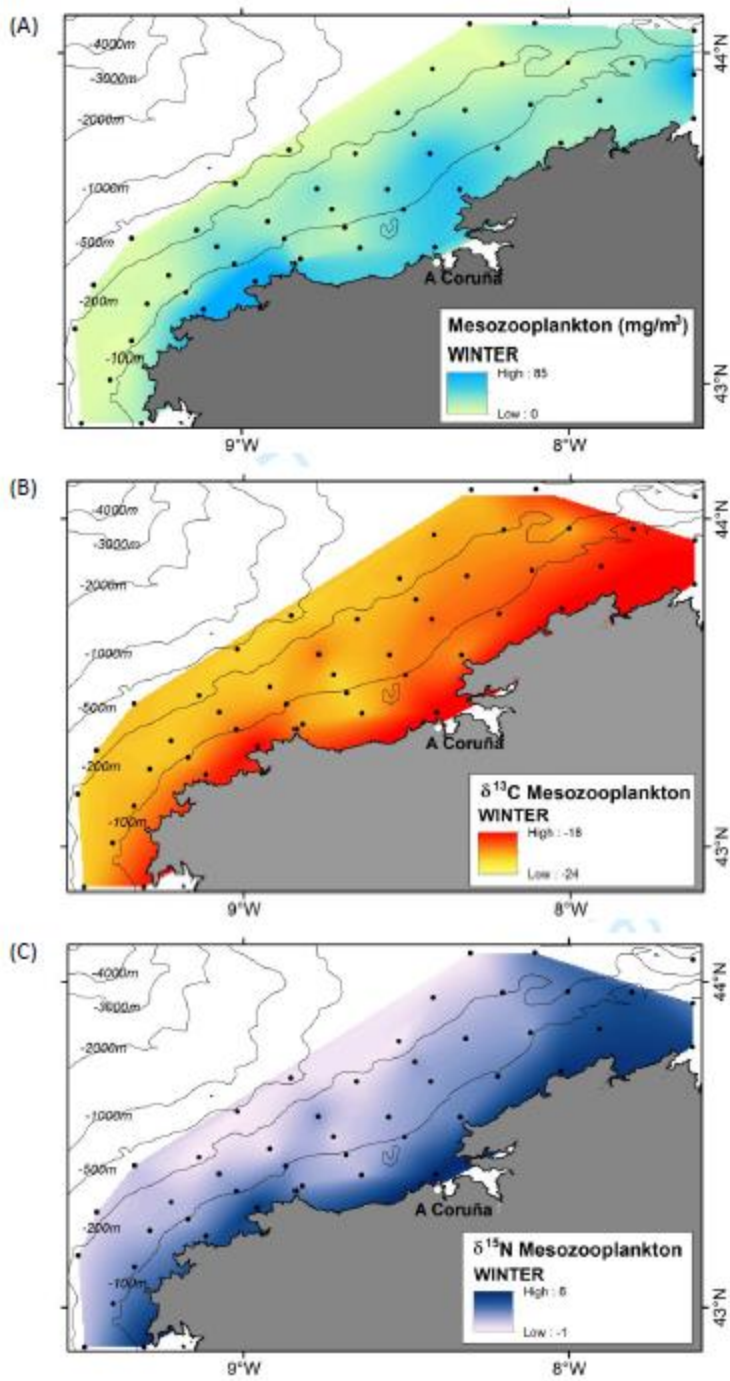 (A)
-4000m
-3000m
-2000m
-1000m
-500m
-200m
-100m
A Coruña
44°N
43°N
Mesozooplankton (mg/m³)
WINTER
High : 85
Low : 0
9°W
8°W
(B)
-4000m
-3000m
-2000m
-1000m
-500m
-200m
-100m
A Coruña
44°N
43°N
δ¹³C Mesozooplankton
WINTER
High : -18
Low : -24
9°W
8°W
(C)
-4000m
-3000m
-2000m
-1000m
-500m
-200m
-100m
A Coruña
44°N
43°N
δ¹⁵N Mesozooplankton
WINTER
High : 6
Low : -1
9°W
8°W